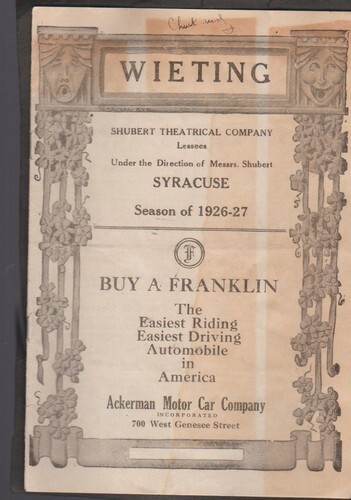 WIETING
SHUBERT THEATRICAL COMPANY
Lessees
Under the Direction of Messrs. Shubert
SYRACUSE
Season of 1926-27
F
BUY A FRANKLIN
The
Easiest Riding
Easiest Driving
Automobile
in
America
Ackerman Motor Car Company
INCORPORATED
700 West Genesee Street